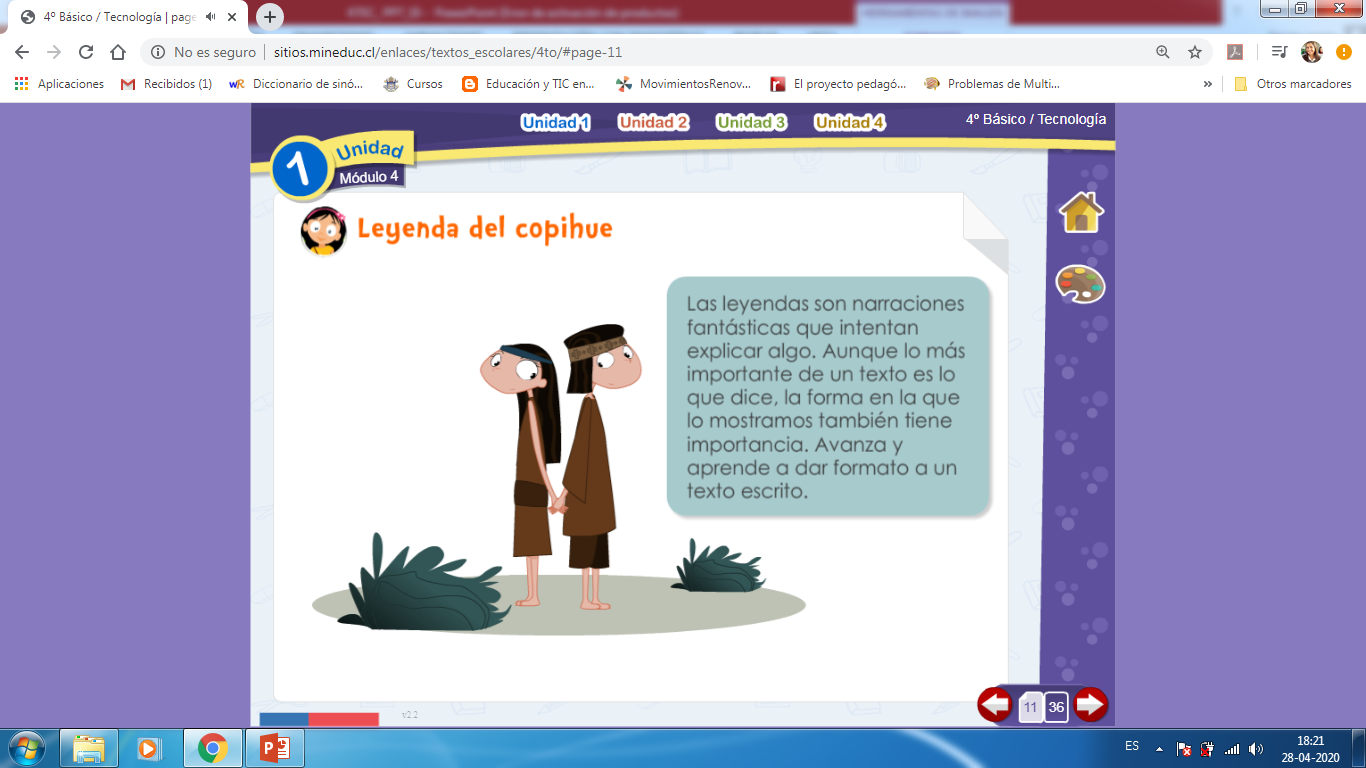 4º Básico / Tecnología | page
No es seguro | sitios.mineduc.cl/enlaces/textos_escolares/4to/#page-11
Aplicaciones
Recibidos (1)
Diccionario de sinó...
Cursos
Educación y TIC en...
MovimientosRenov...
El proyecto pedagó...
Problemas de Multi...
»
Otros marcadores
Unidad 1 Unidad 2 Unidad 3 Unidad 4
4º Básico / Tecnología
1 Unidad
Módulo 4
Leyenda del copihue
Las leyendas son narraciones
fantásticas que intentan
explicar algo. Aunque lo más
importante de un texto es lo
que dice, la forma en la que
lo mostramos también tiene
importancia. Avanza y
aprende a dar formato a un
texto escrito.
v2.2
11 36
ES
18:21
28-04-2020